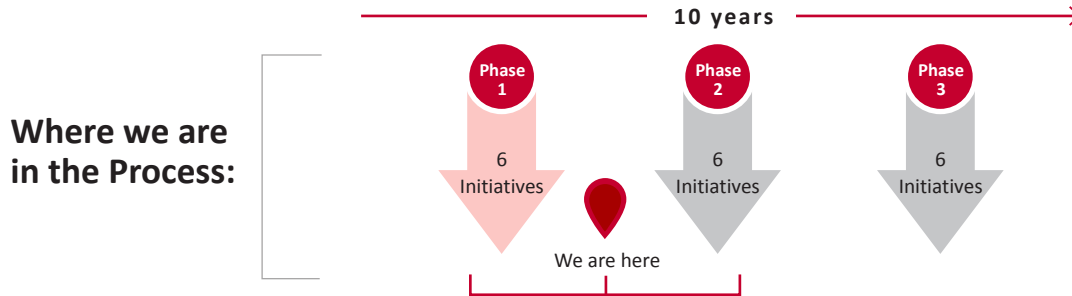 10 years
Phase
1
Phase
2
Phase
3
Where we are
in the Process:
6
Initiatives
6
Initiatives
6
Initiatives
We are here